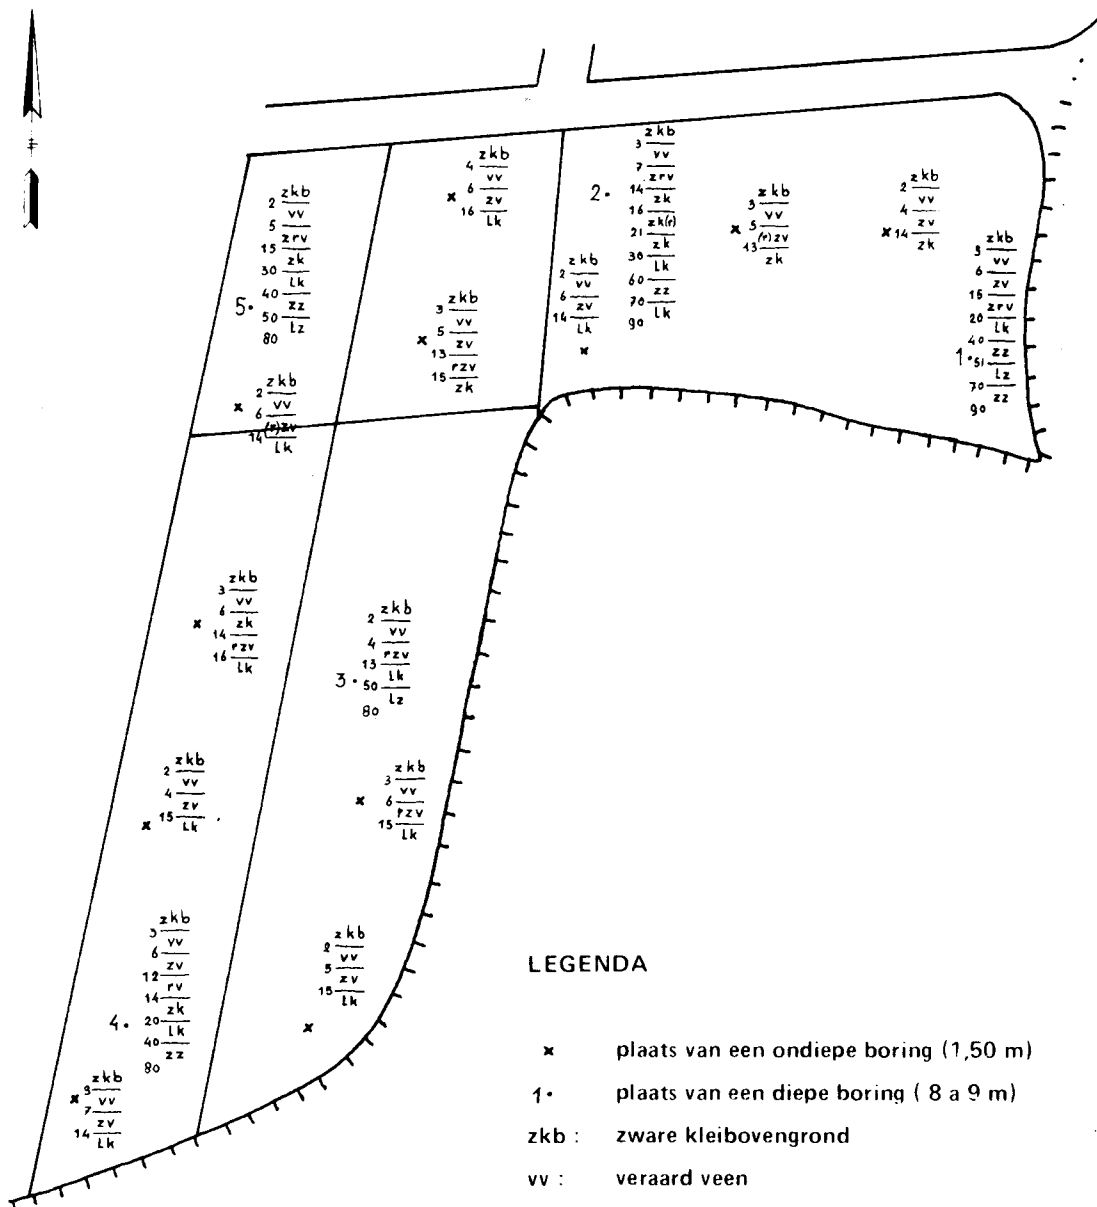 zkb
4
vv
6
zv
x 16
Lk
zkb
2
vv
5
zrv
15
zk
30
Lk
40
zz
5. 50
Lz
80
zkb
3
vv
7
zrv
2. 14
zk
16
zk(r)
21
zk
30
Lk
60
zz
70
Lk
90
zkb
3
vv
x 5
(r)zv
13
zk
zkb
2
vv
4
zv
x 14
zk
zkb
3
vv
6
zv
15
zrv
20
Lk
40
zz
1. 51
Lz
70
zz
90
zkb
2
vv
6
zv
14
Lk
x
zkb
3
vv
x 5
zv
13
rzv
15
zk
zkb
2
x vv
6
(r)zv
14
Lk
zkb
3
vv
6
zk
x 14
rzv
16
Lk
zkb
2
vv
4
rzv
13
Lk
3. 50
Lz
80
zkb
2
vv
4
zv
x 15
Lk
zkb
3
vv
x 6
rzv
15
Lk
zkb
3
vv
6
zv
12
rv
14
zk
4. 20
Lk
40
zz
80
zkb
2
vv
5
zv
15
Lk
x
zkb
x 3
vv
7
zv
14
Lk
LEGENDA
x plaats van een ondiepe boring (1,50 m)
1• plaats van een diepe boring ( 8 a 9 m)
zkb : zware kleibovengrond
vv : veraard veen